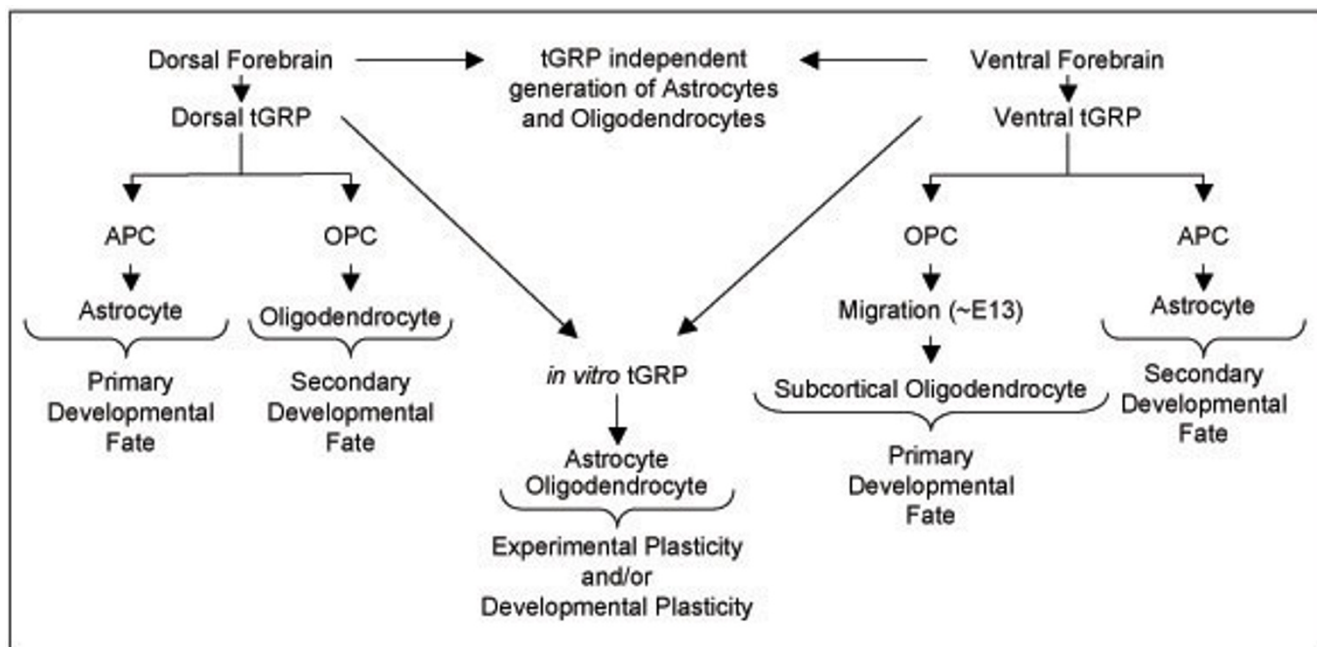 Dorsal Forebrain
tGRP independent
generation of Astrocytes
and Oligodendrocytes
Ventral Forebrain
Dorsal tGRP
Ventral tGRP
APC
OPC
OPC
APC
Astrocyte
Oligodendrocyte
Migration (~E13)
Astrocyte
Primary
Developmental
Fate
Secondary
Developmental
Fate
in vitro tGRP
Subcortical Oligodendrocyte
Secondary
Developmental
Fate
Astrocyte
Oligodendrocyte
Primary
Developmental
Fate
Experimental Plasticity
and/or
Developmental Plasticity